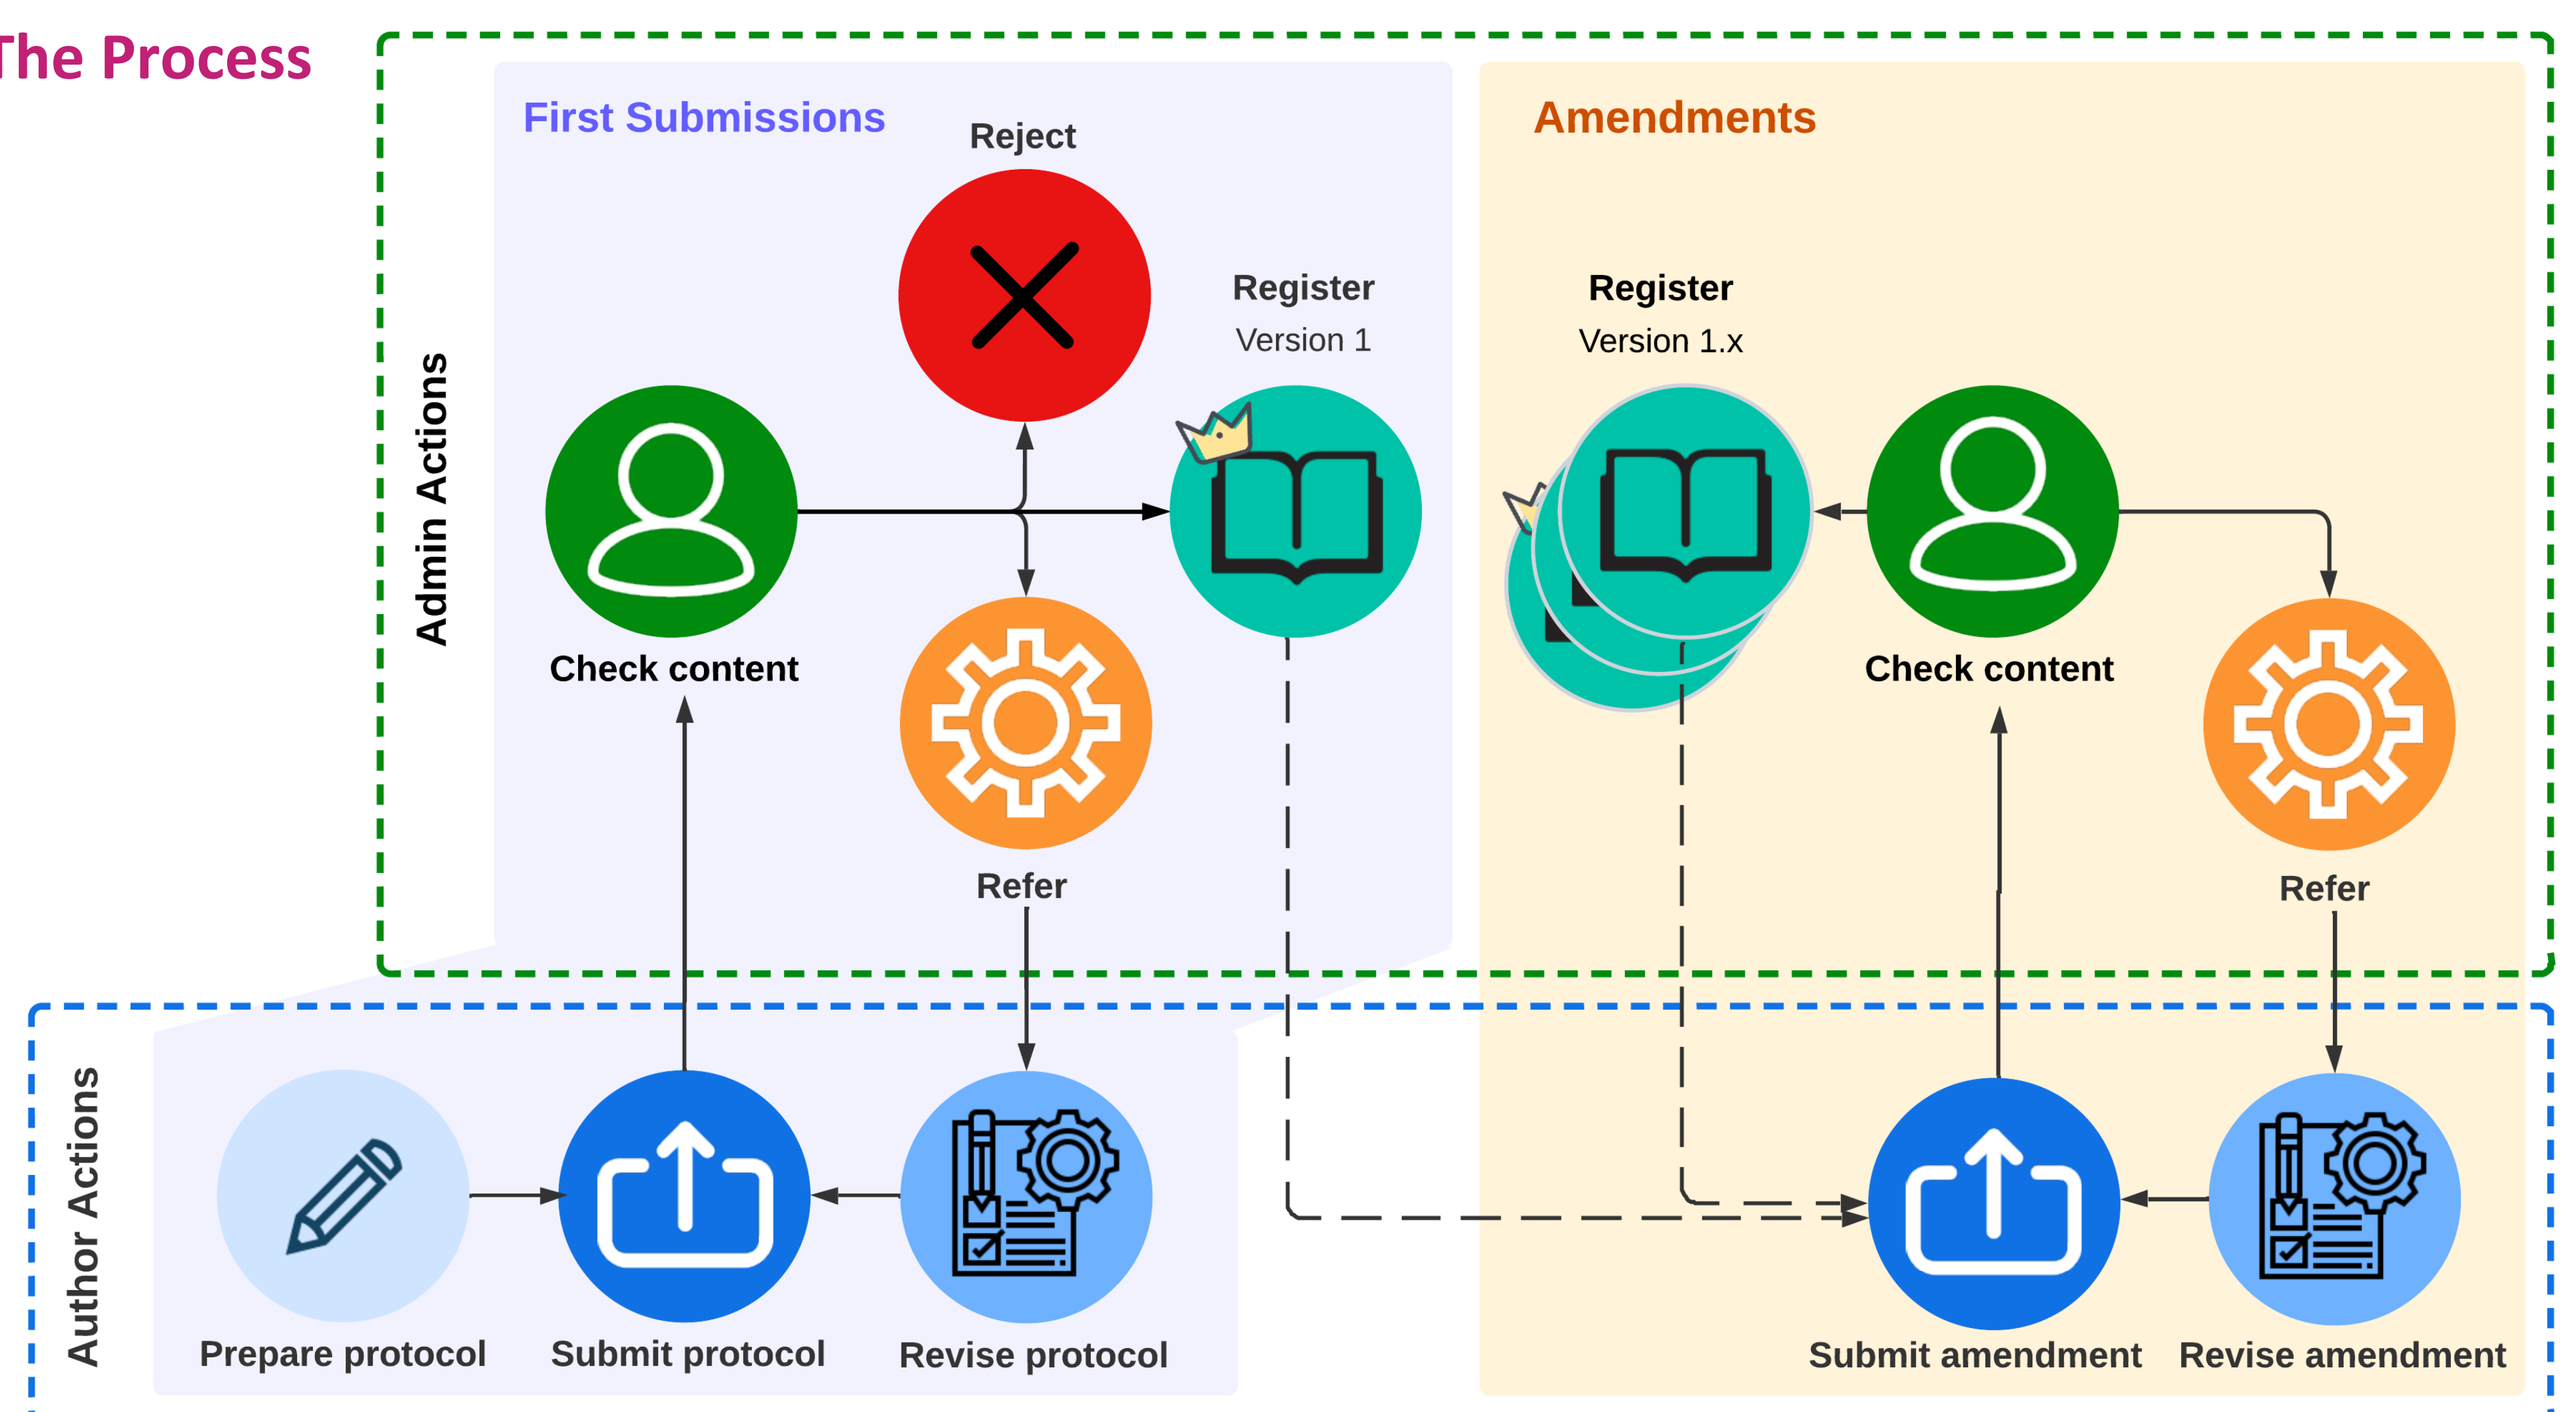 The Process
First Submissions
Amendments
Reject
Register
Version 1
Register
Version 1.x
Admin Actions
Check content
Check content
Refer
Refer
Author Actions
Prepare protocol
Submit protocol
Revise protocol
Submit amendment
Revise amendment